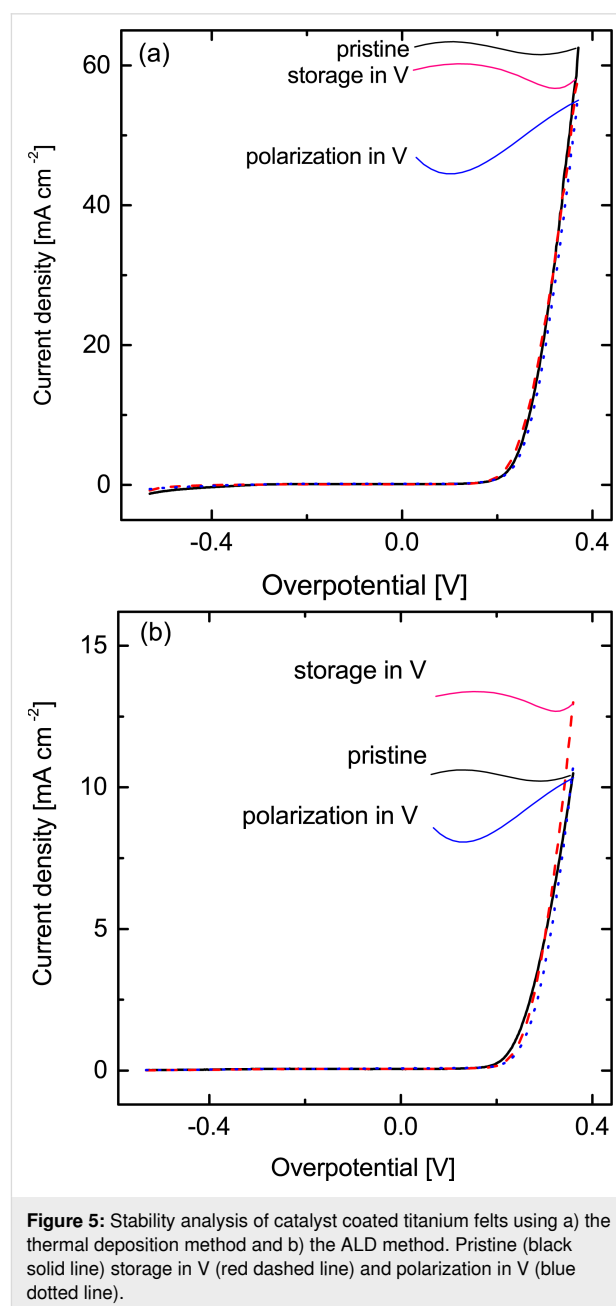 (a)
pristine
storage in V
polarization in V
60
40
20
0
Current density [mA cm⁻²]
-0.4
0.0
0.4
Overpotential [V]
(b)
storage in V
pristine
polarization in V
15
10
5
0
Current density [mA cm⁻²]
-0.4
0.0
0.4
Overpotential [V]
Figure 5: Stability analysis of catalyst coated titanium felts using a) the
thermal deposition method and b) the ALD method. Pristine (black
solid line) storage in V (red dashed line) and polarization in V (blue
dotted line).